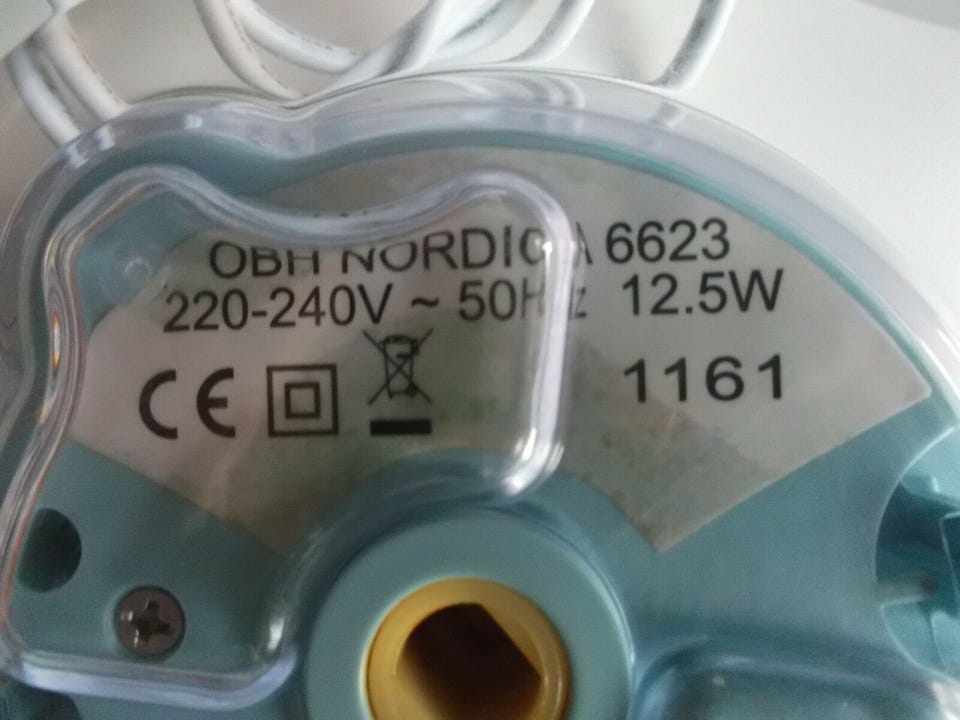 OBH NORDICA 6623
220-240V ~ 50Hz 12.5W
CE 1161